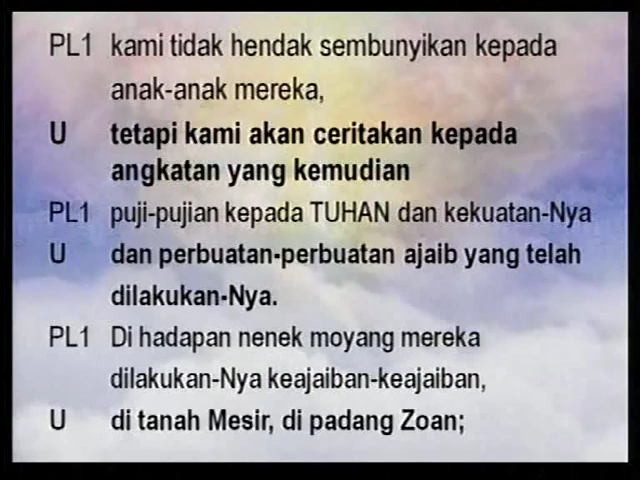 PL1 kami tidak hendak sembunyikan kepada
anak-anak mereka,
U tetapi kami akan ceritakan kepada
angkatan yang kemudian
PL1 puji-pujian kepada TUHAN dan kekuatan-Nya
U dan perbuatan-perbuatan ajaib yang telah
dilakukan-Nya.
PL1 Di hadapan nenek moyang mereka
dilakukan-Nya keajaiban-keajaiban,
U di tanah Mesir, di padang Zoan;